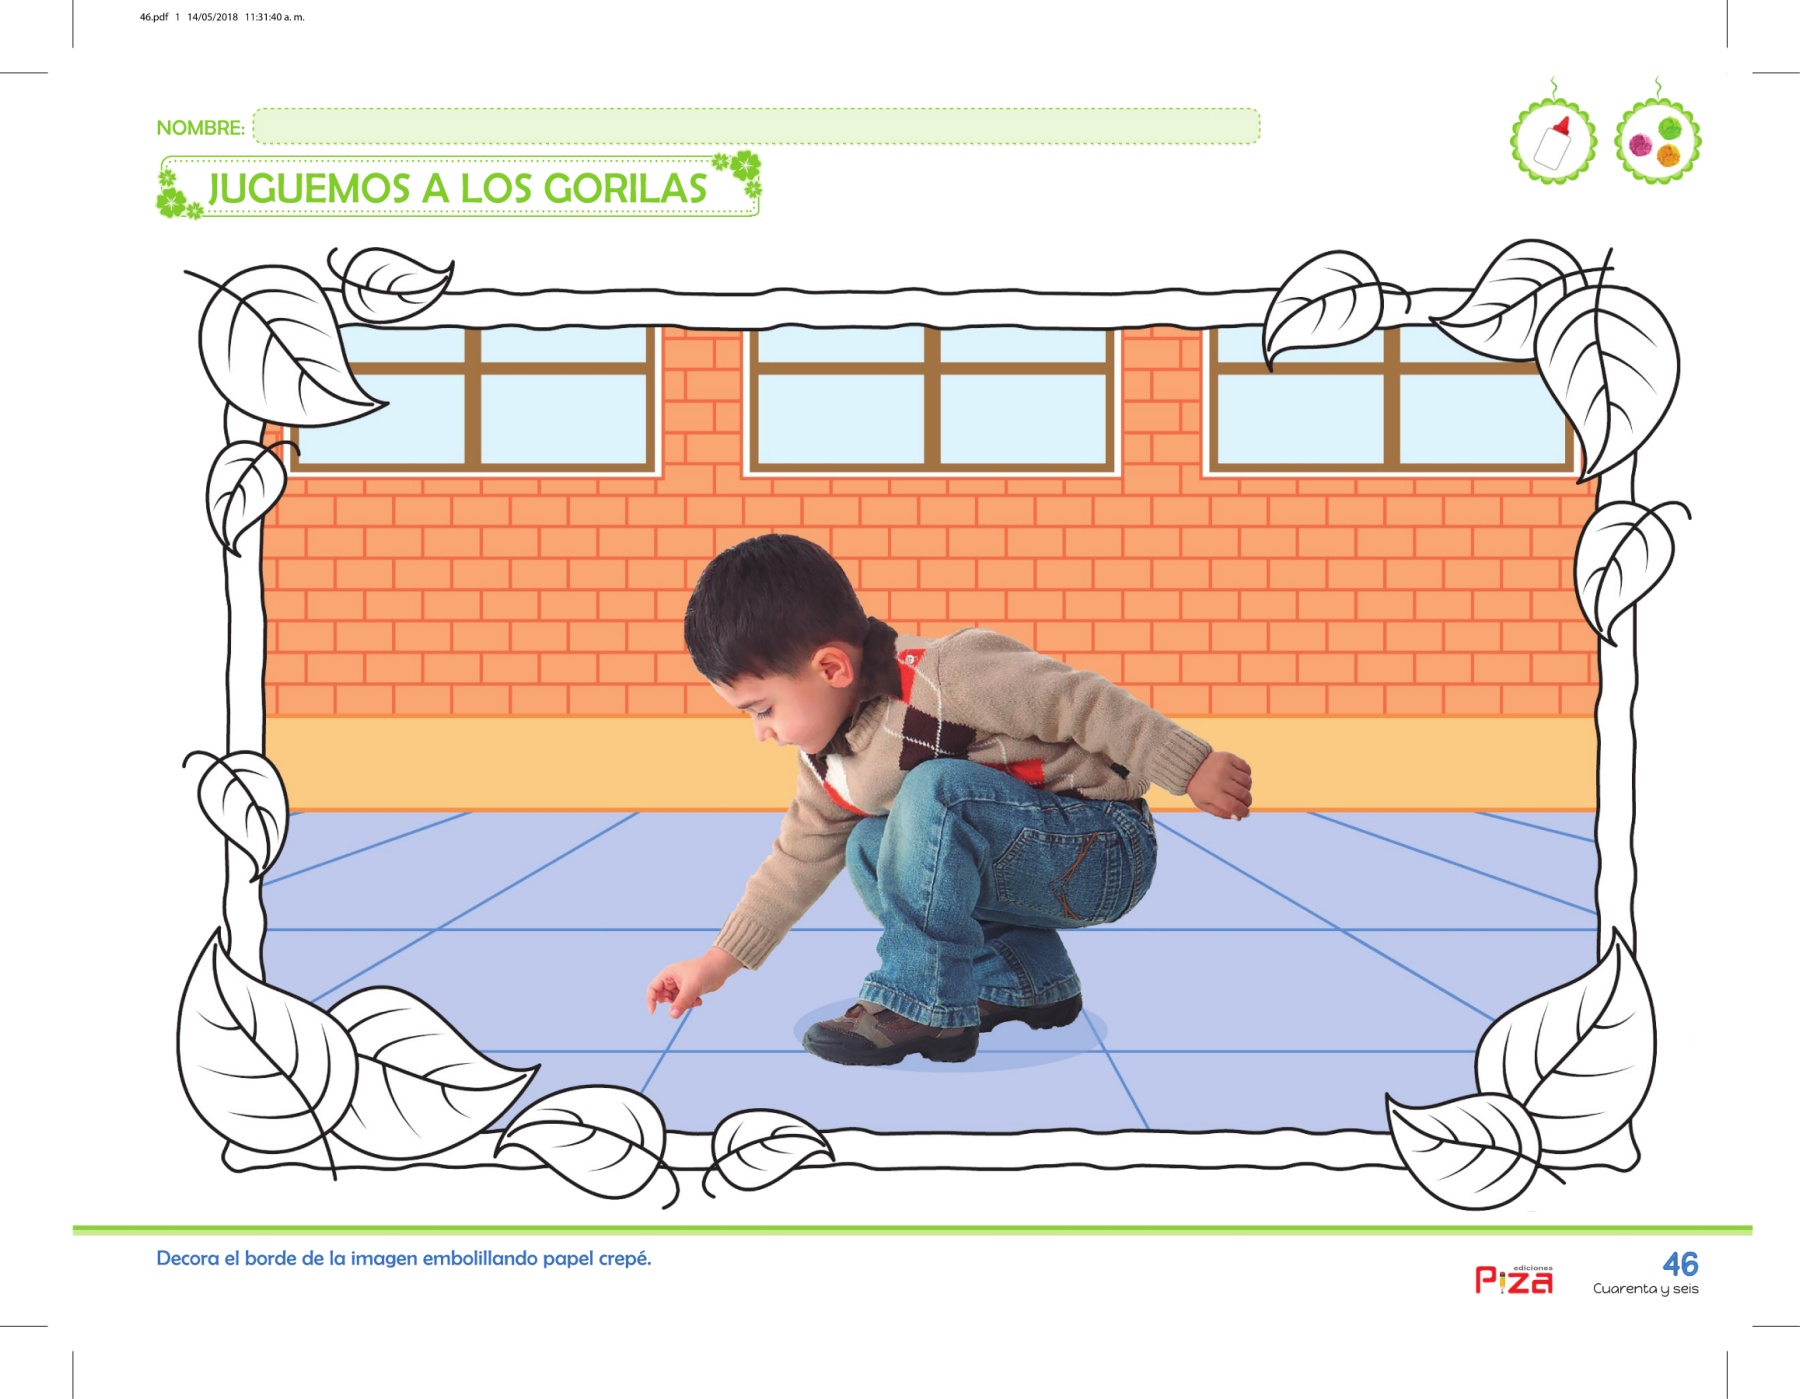 46.pdf 1 14/05/2018 11:31:40 a. m.
NOMBRE:
JUGUEMOS A LOS GORILAS
Decora el borde de la imagen embolillando papel crepé.
ediciones
Piza
46
Cuarenta y seis